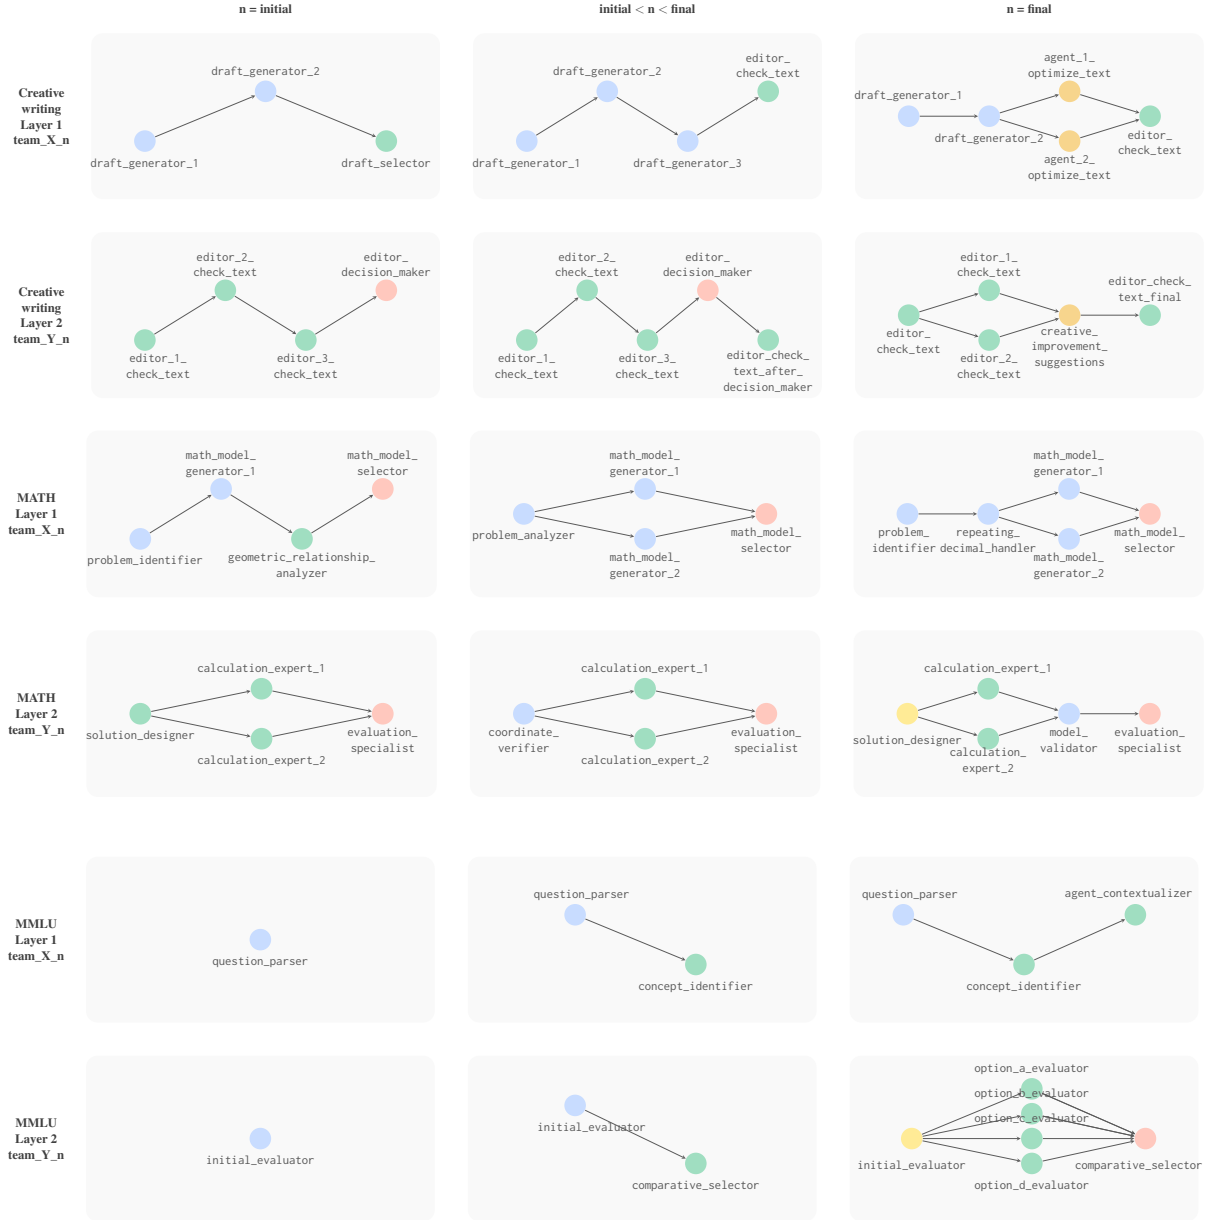 n = initial
initial < n < final
n = final
Creative
writing
Layer 1
team_X_n
draft_generator_2
draft_generator_1
draft_selector
draft_generator_2
editor_
check_text
draft_generator_1
draft_generator_3
agent_1_
optimize_text
draft_generator_1
draft_generator_2
editor_
check_text
agent_2_
optimize_text
Creative
writing
Layer 2
team_Y_n
editor_2_
check_text
editor_
decision_maker
editor_1_
check_text
editor_3_
check_text
editor_2_
check_text
editor_
decision_maker
editor_1_
check_text
editor_3_
check_text
editor_check_
text_after_
decision_maker
editor_1_
check_text
editor_check_
text_final
editor_
check_text
creative_
improvement_
suggestions
editor_2_
check_text
MATH
Layer 1
team_X_n
math_model_
generator_1
math_model_
selector
problem_identifier
geometric_relationship_
analyzer
math_model_
generator_1
problem_analyzer
math_model_
selector
math_model_
generator_2
math_model_
generator_1
problem_
identifier
repeating_
decimal_handler
math_model_
selector
math_model_
generator_2
MATH
Layer 2
team_Y_n
calculation_expert_1
solution_designer
evaluation_
specialist
calculation_expert_2
calculation_expert_1
coordinate_
verifier
evaluation_
specialist
calculation_expert_2
calculation_expert_1
solution_designer
model_
validator
evaluation_
specialist
calculation_
expert_2
MMLU
Layer 1
team_X_n
question_parser
question_parser
concept_identifier
question_parser
agent_contextualizer
concept_identifier
MMLU
Layer 2
team_Y_n
initial_evaluator
initial_evaluator
comparative_selector
option_a_evaluator
option_b_evaluator
option_c_evaluator
initial_evaluator
comparative_selector
option_d_evaluator